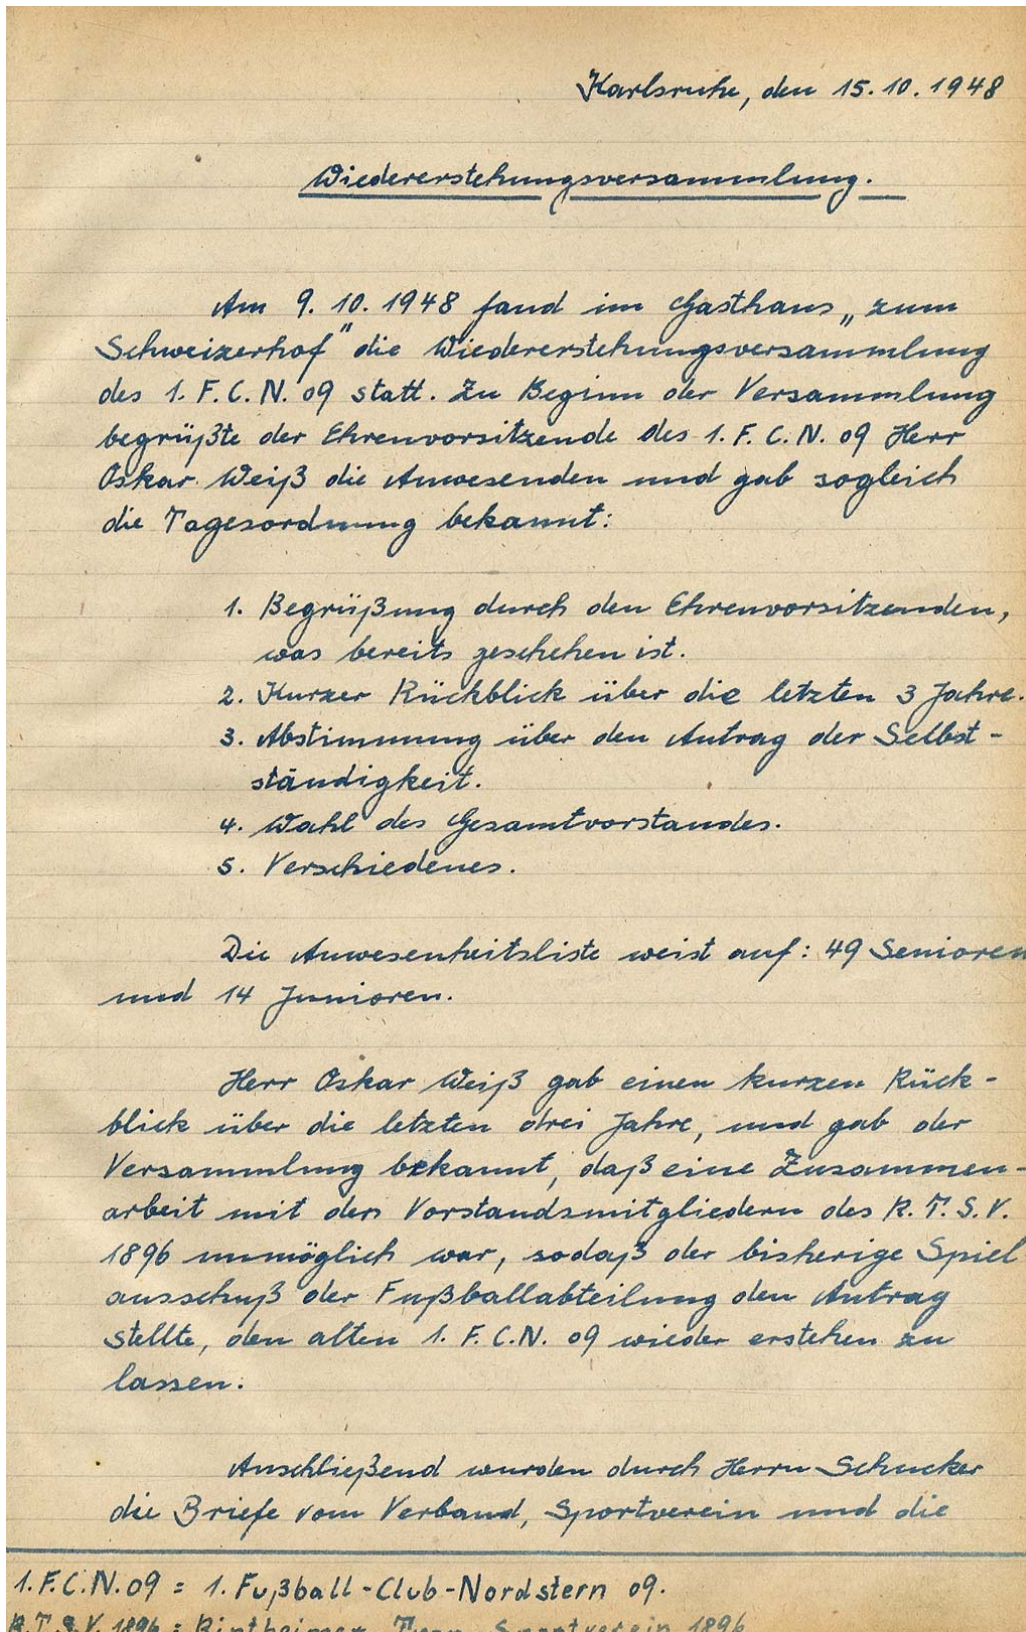 Karlsruhe, den 15.10.1948
Wiedererstehungsversammlung.
Am 9.10.1948 fand im Gasthaus „zum
Schweizerhof" die Wiedererstehungsversammlung
des 1. F. C. N. 09 statt. Zu Beginn der Versammlung
begrüßte der Ehrenvorsitzende des 1. F. C. N. 09 Herr
Oskar Weiß die Anwesenden und gab sogleich
die Tagesordnung bekannt:
1. Begrüßung durch den Ehrenvorsitzenden,
was bereits geschehen ist.
2. Kurzer Rückblick über die letzten 3 Jahre.
3. Abstimmung über den Antrag der Selbst-
ständigkeit.
4. Wahl des Gesamtvorstandes.
5. Verschiedenes.
Die Anwesenheitsliste weist auf: 49 Senioren
und 14 Junioren.
Herr Oskar Weiß gab einen kurzen Rück-
blick über die letzten drei Jahre, und gab der
Versammlung bekannt, daß eine Zusammen-
arbeit mit den Vorstandsmitgliedern des R. T. S. V.
1896 unmöglich war, sodaß der bisherige Spiel
ausschuß der Fußballabteilung den Antrag
stellte, den alten 1. F. C. N. 09 wieder erstehen zu
lassen.
Anschließend wurden durch Herrn Schucker
die Briefe vom Verband, Sportverein und die
1. F. C. N. 09 = 1. Fußball-Club-Nordstern 09.
R. T. S. V. 1896 = Rintheimer Turn Sportverein 1896